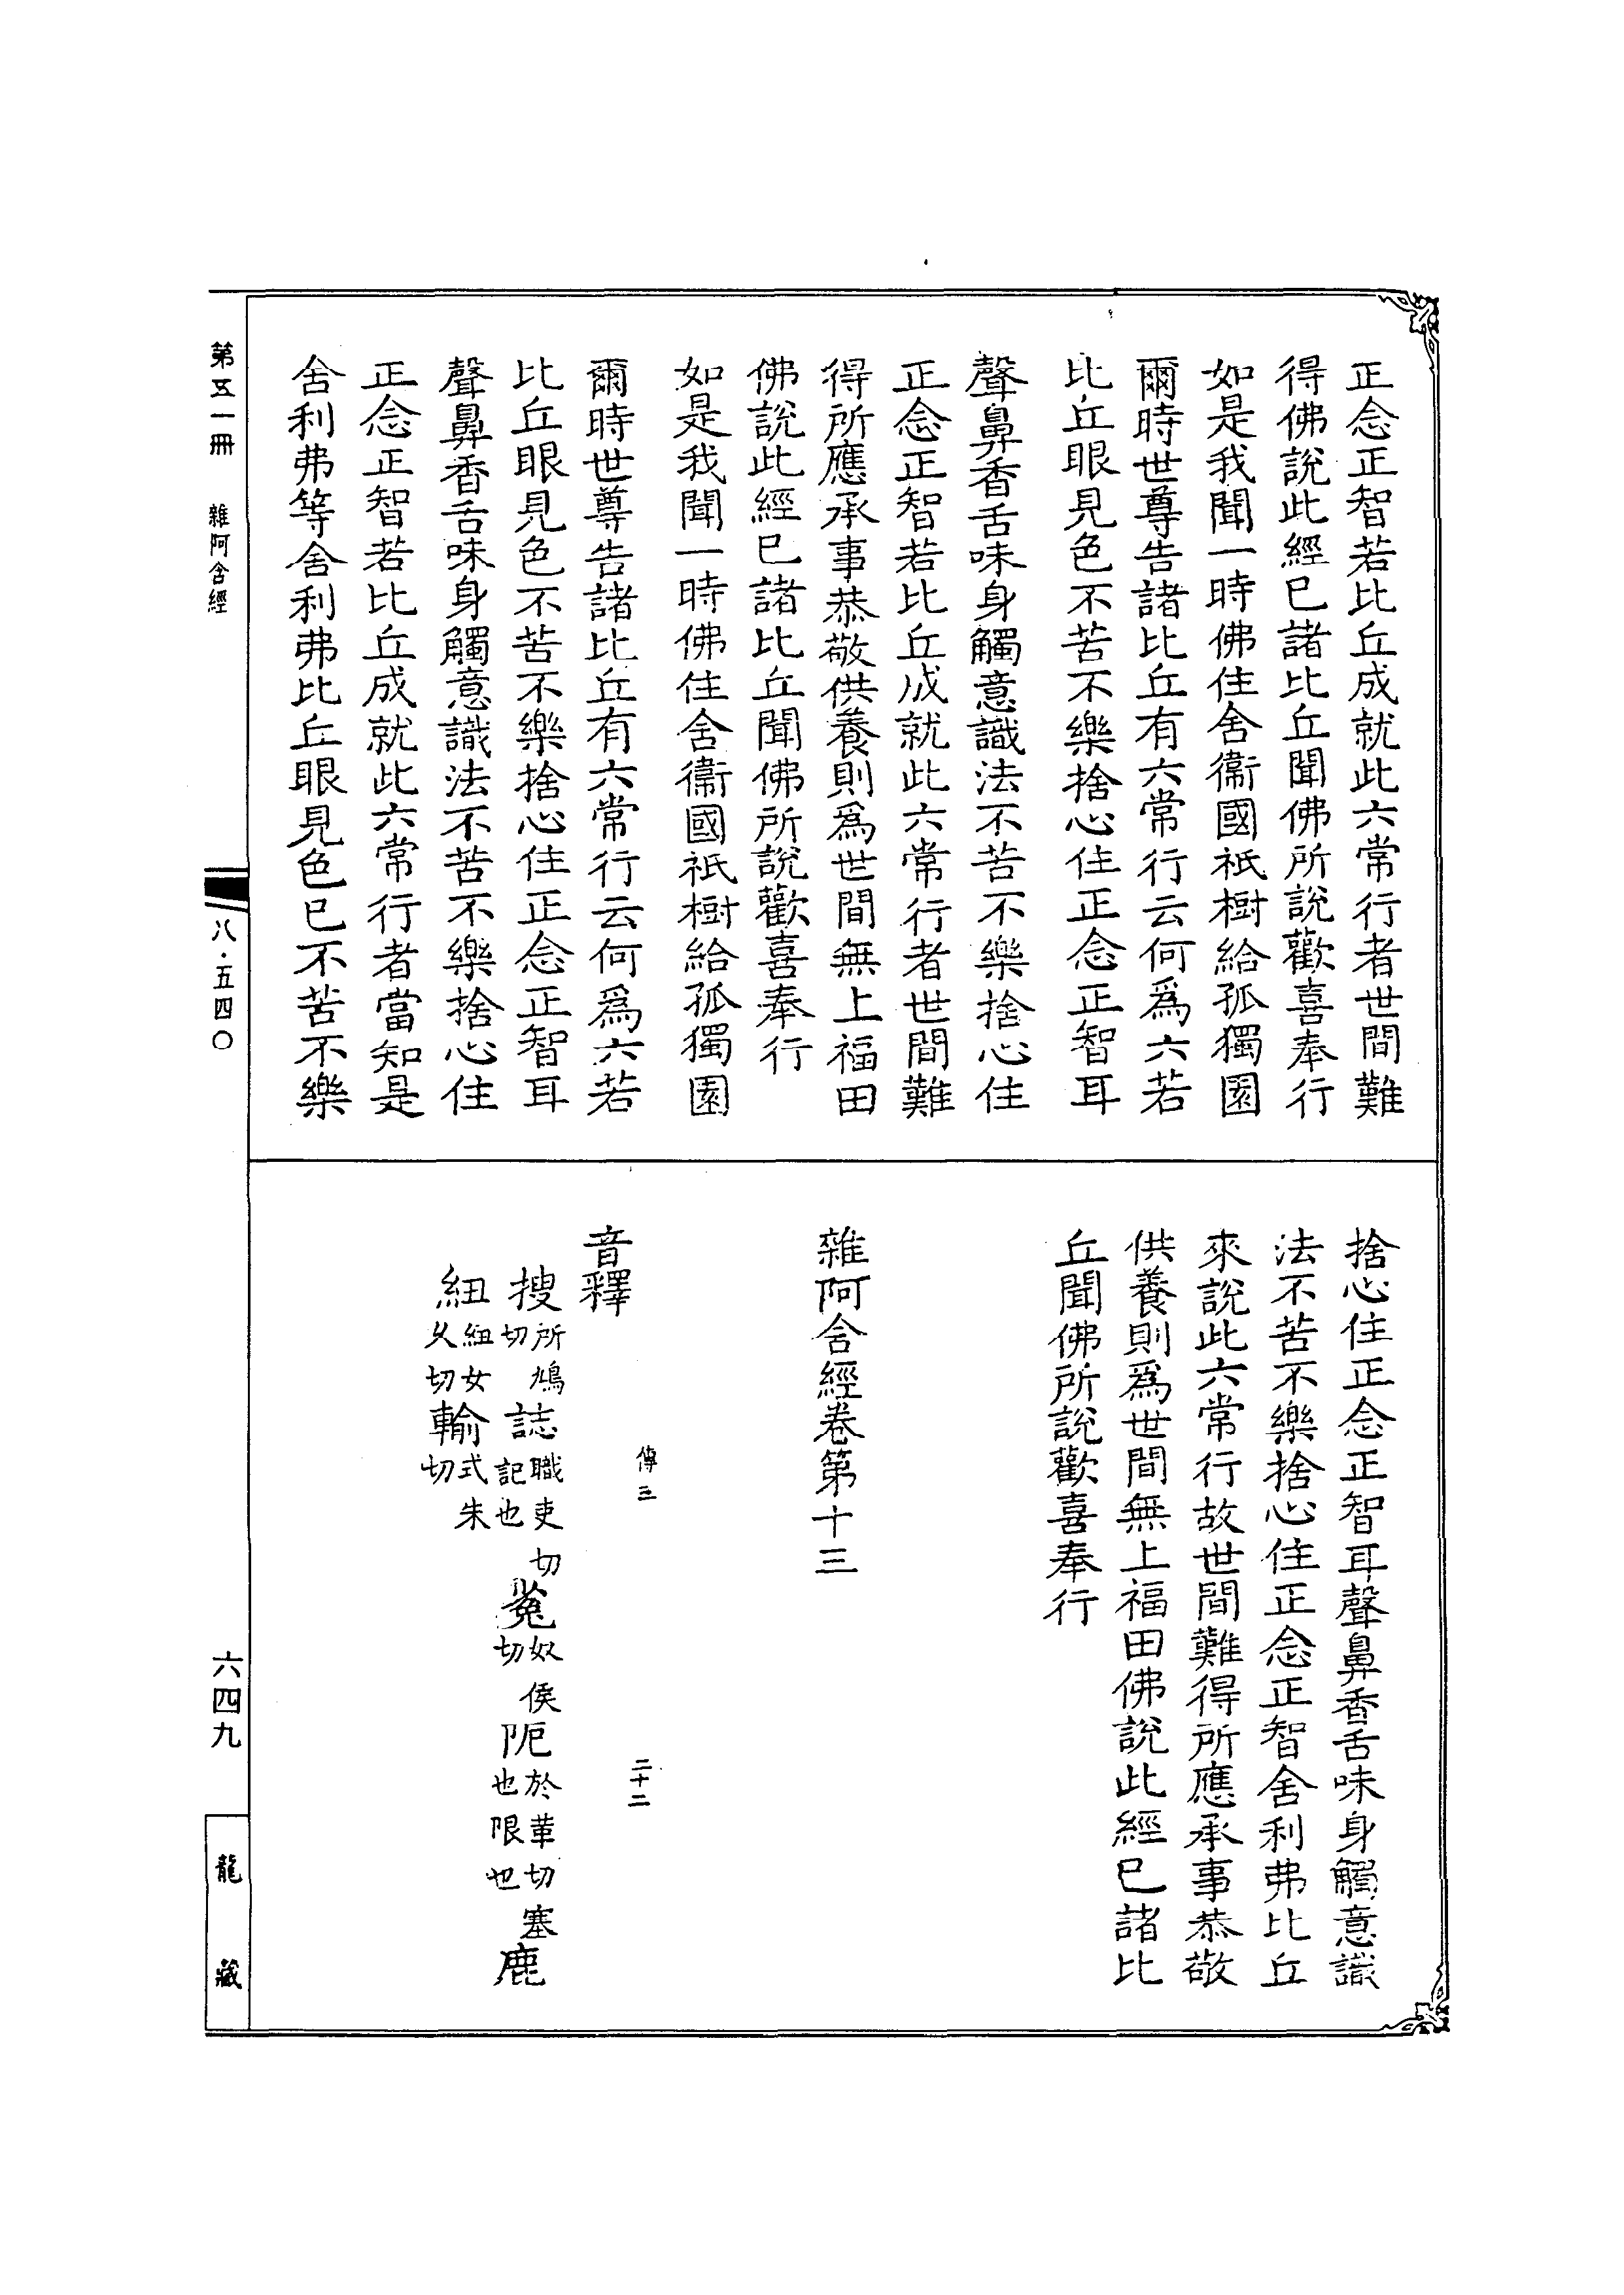 正念正智若比丘成就此六常行者世間難
得佛說此經已諸比丘聞佛所說歡喜奉行
如是我聞一時佛住舍衞國祇樹給孤獨園
爾時世尊告諸比丘有六常行云何爲六若
比丘眼見色不苦不樂捨心住正念正智耳
聲鼻香舌味身觸意識法不苦不樂捨心住
正念正智若比丘成就此六常行者世間難
得所應承事恭敬供養則爲世間無上福田
佛說此經已諸比丘聞佛所說歡喜奉行
如是我聞一時佛住舍衞國祇樹給孤獨園
爾時世尊告諸比丘有六常行云何爲六若
比丘眼見色不苦不樂捨心住正念正智耳
聲鼻香舌味身觸意識法不苦不樂捨心住
正念正智若比丘成就此六常行者當知是
舍利弗等舍利弗比丘眼見色已不苦不樂
捨心住正念正智耳聲鼻香舌味身觸意識
法不苦不樂捨心住正念正智舍利弗比丘
來說此六常行故世間難得所應承事恭敬
供養則爲世間無上福田佛說此經已諸比
丘聞佛所說歡喜奉行
雜阿含經卷第十三
傳三 二十二
音釋
搜所鳩切誌職吏切記也㝹奴侯切阨於革切塞也限也鹿
紐紐女久切輸式朱切
第五一冊 雜阿含經
八·五四〇
六四九
龍藏